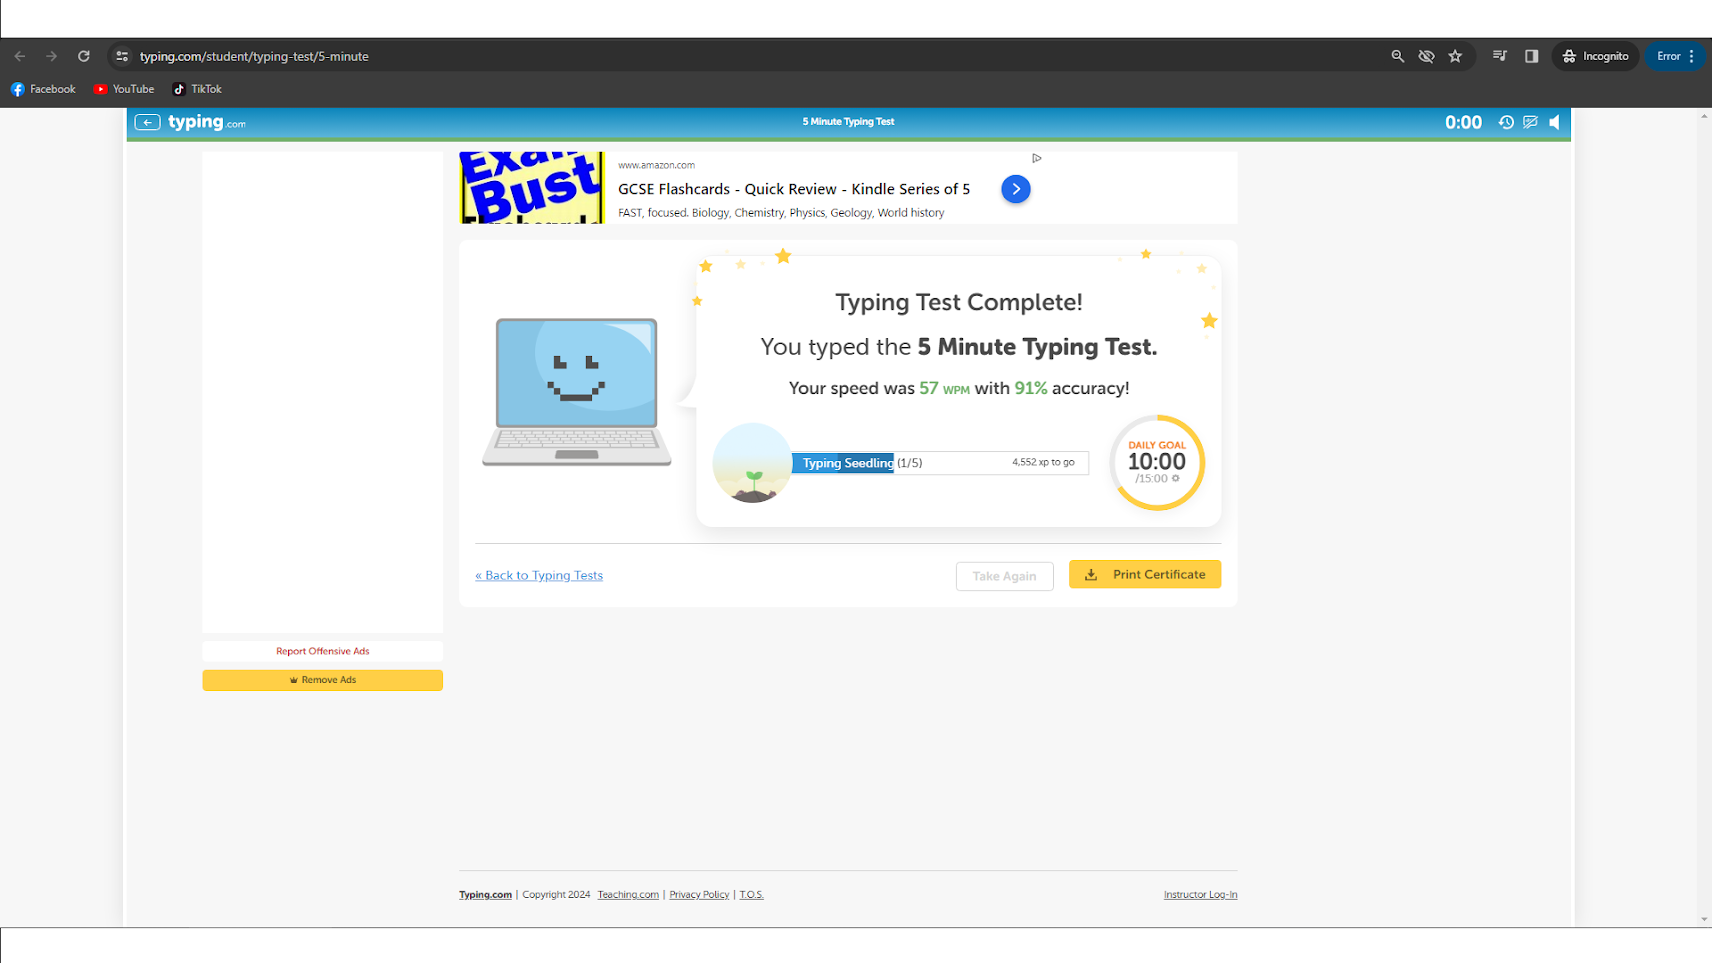 typing.com/student/typing-test/5-minute
Incognito
Error
Facebook
YouTube
TikTok
typing.com
5 Minute Typing Test
0:00
Exam
Bust
www.amazon.com
GCSE Flashcards - Quick Review - Kindle Series of 5
FAST, focused. Biology, Chemistry, Physics, Geology, World history
Typing Test Complete!
You typed the 5 Minute Typing Test.
Your speed was 57 WPM with 91% accuracy!
Typing Seedling (1/5)
4,552 xp to go
DAILY GOAL
10:00
/15:00
« Back to Typing Tests
Take Again
Print Certificate
Report Offensive Ads
Remove Ads
Typing.com | Copyright 2024 Teaching.com | Privacy Policy | T.O.S.
Instructor Log-In